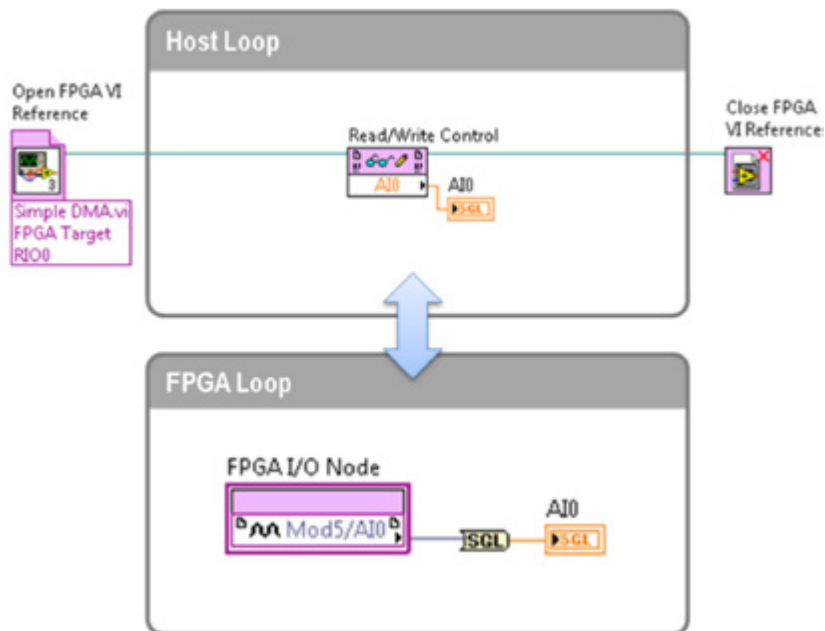 Host Loop
Open FPGA VI
Reference
Close FPGA
VI Reference
Read/Write Control
3
AI0
AI0
SGL
Simple DMA.vi
FPGA Target
RIO0
FPGA Loop
FPGA I/O Node
AI0
Mod5/AI0
SGL
SGL